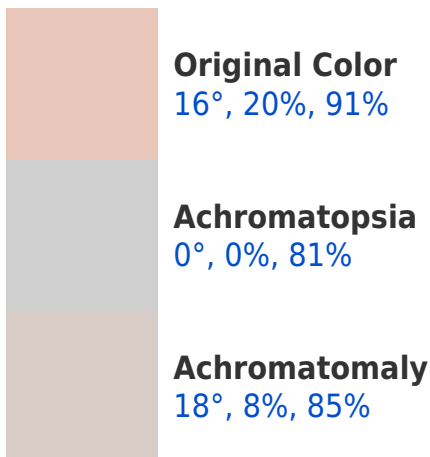 Original Color
16°, 20%, 91%
Achromatopsia
0°, 0%, 81%
Achromatomaly
18°, 8%, 85%